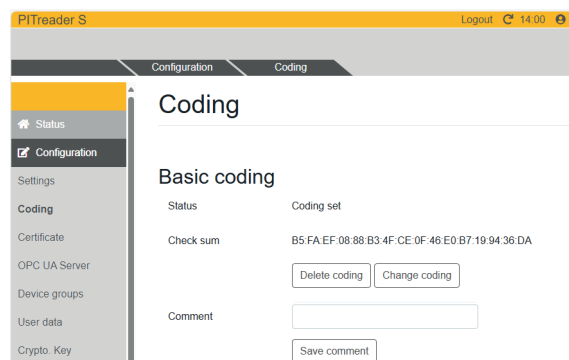 PITreader S
Logout 14:00
Configuration Coding
Status
Configuration
Settings
Coding
Certificate
OPC UA Server
Device groups
User data
Crypto. Key
Coding
Basic coding
Status Coding set
Check sum B5:FA:EF:08:88:B3:4F:CE:0F:46:E0:B7:19:94:36:DA
Delete coding Change coding
Comment
Save comment